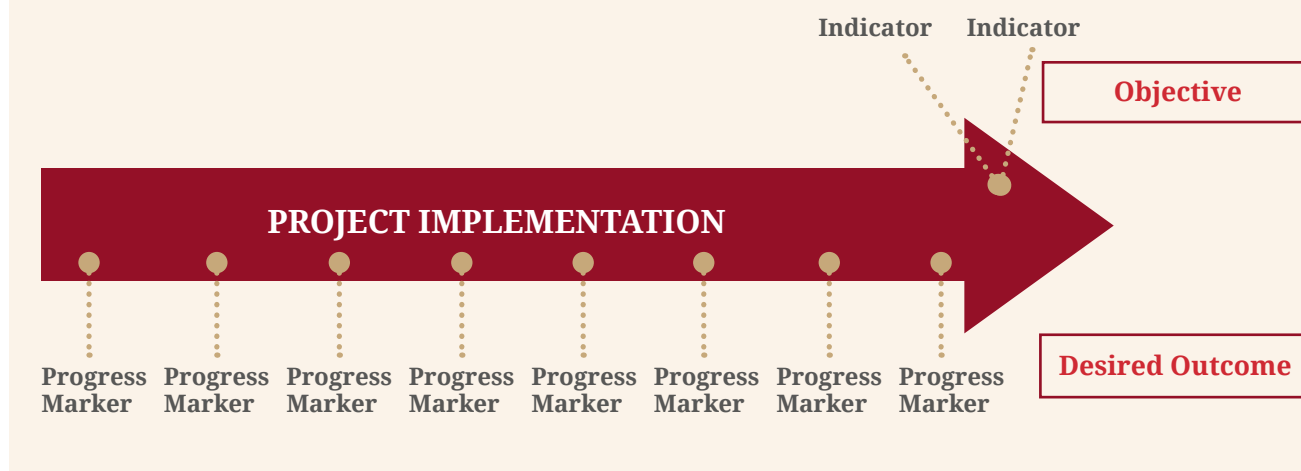 Indicator Indicator
Objective
PROJECT IMPLEMENTATION
Desired Outcome
Progress Progress Progress Progress Progress Progress Progress Progress
Marker Marker Marker Marker Marker Marker Marker Marker